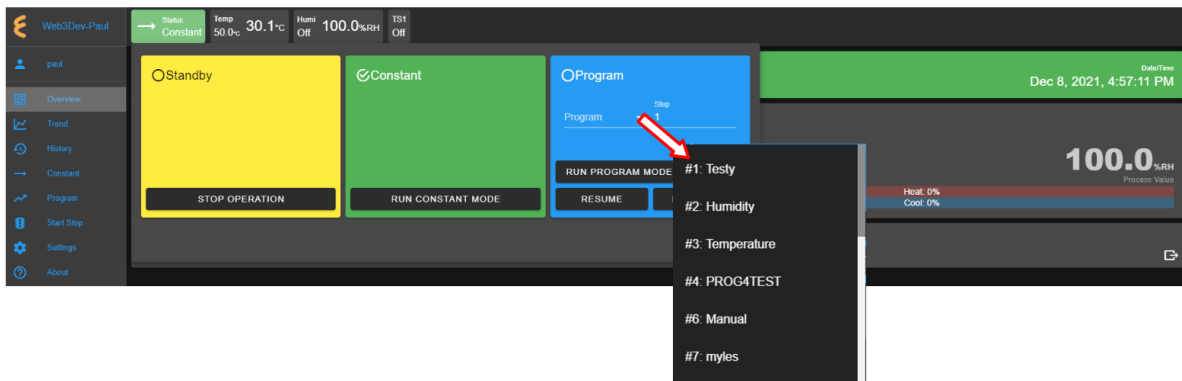 Web3Dev-Paul
Status
Constant
Temp
50.0°C 30.1°C
Humi
Off 100.0%RH
TS1
Off
paul
Overview
Trend
History
Constant
Program
Start Stop
Settings
About
Standby
STOP OPERATION
Constant
RUN CONSTANT MODE
Program
Program
Step
1
RUN PROGRAM MODE
RESUME
#1: Testy
#2: Humidity
#3: Temperature
#4: PROG4TEST
#6: Manual
#7: myles
Date/Time
Dec 8, 2021, 4:57:11 PM
100.0%RH
Process Value
Heat: 0%
Cool: 0%